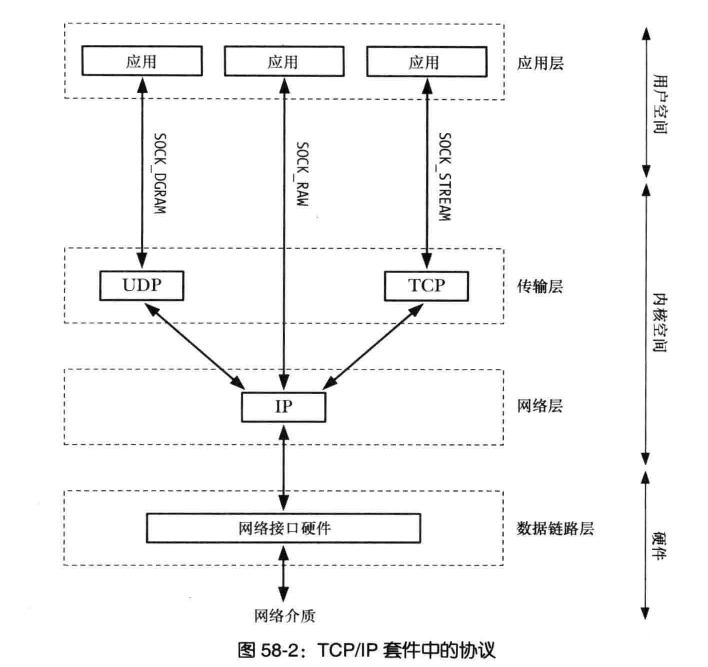 应用
应用
应用
应用层
用户空间
SOCK_DGRAM
SOCK_RAW
SOCK_STREAM
UDP
TCP
传输层
内核空间
IP
网络层
网络接口硬件
数据链路层
硬件
网络介质
图 58-2：TCP/IP 套件中的协议